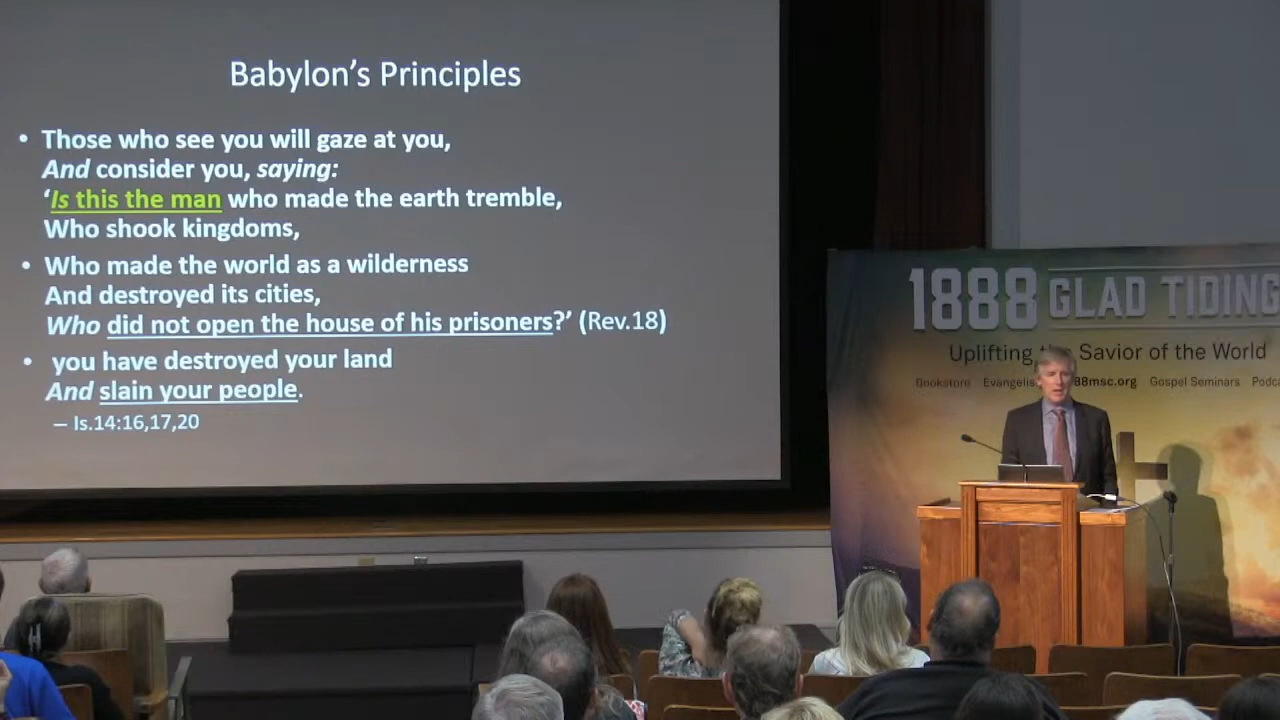 Babylon's Principles
• Those who see you will gaze at you,
And consider you, saying:
'Is this the man who made the earth tremble,
Who shook kingdoms,
• Who made the world as a wilderness
And destroyed its cities,
Who did not open the house of his prisoners?' (Rev.18)
• you have destroyed your land
And slain your people.
– Is.14:16,17,20
1888 GLAD TIDING
Uplifting Savior of the World
Bookstore 88msc.org Gospel Seminars